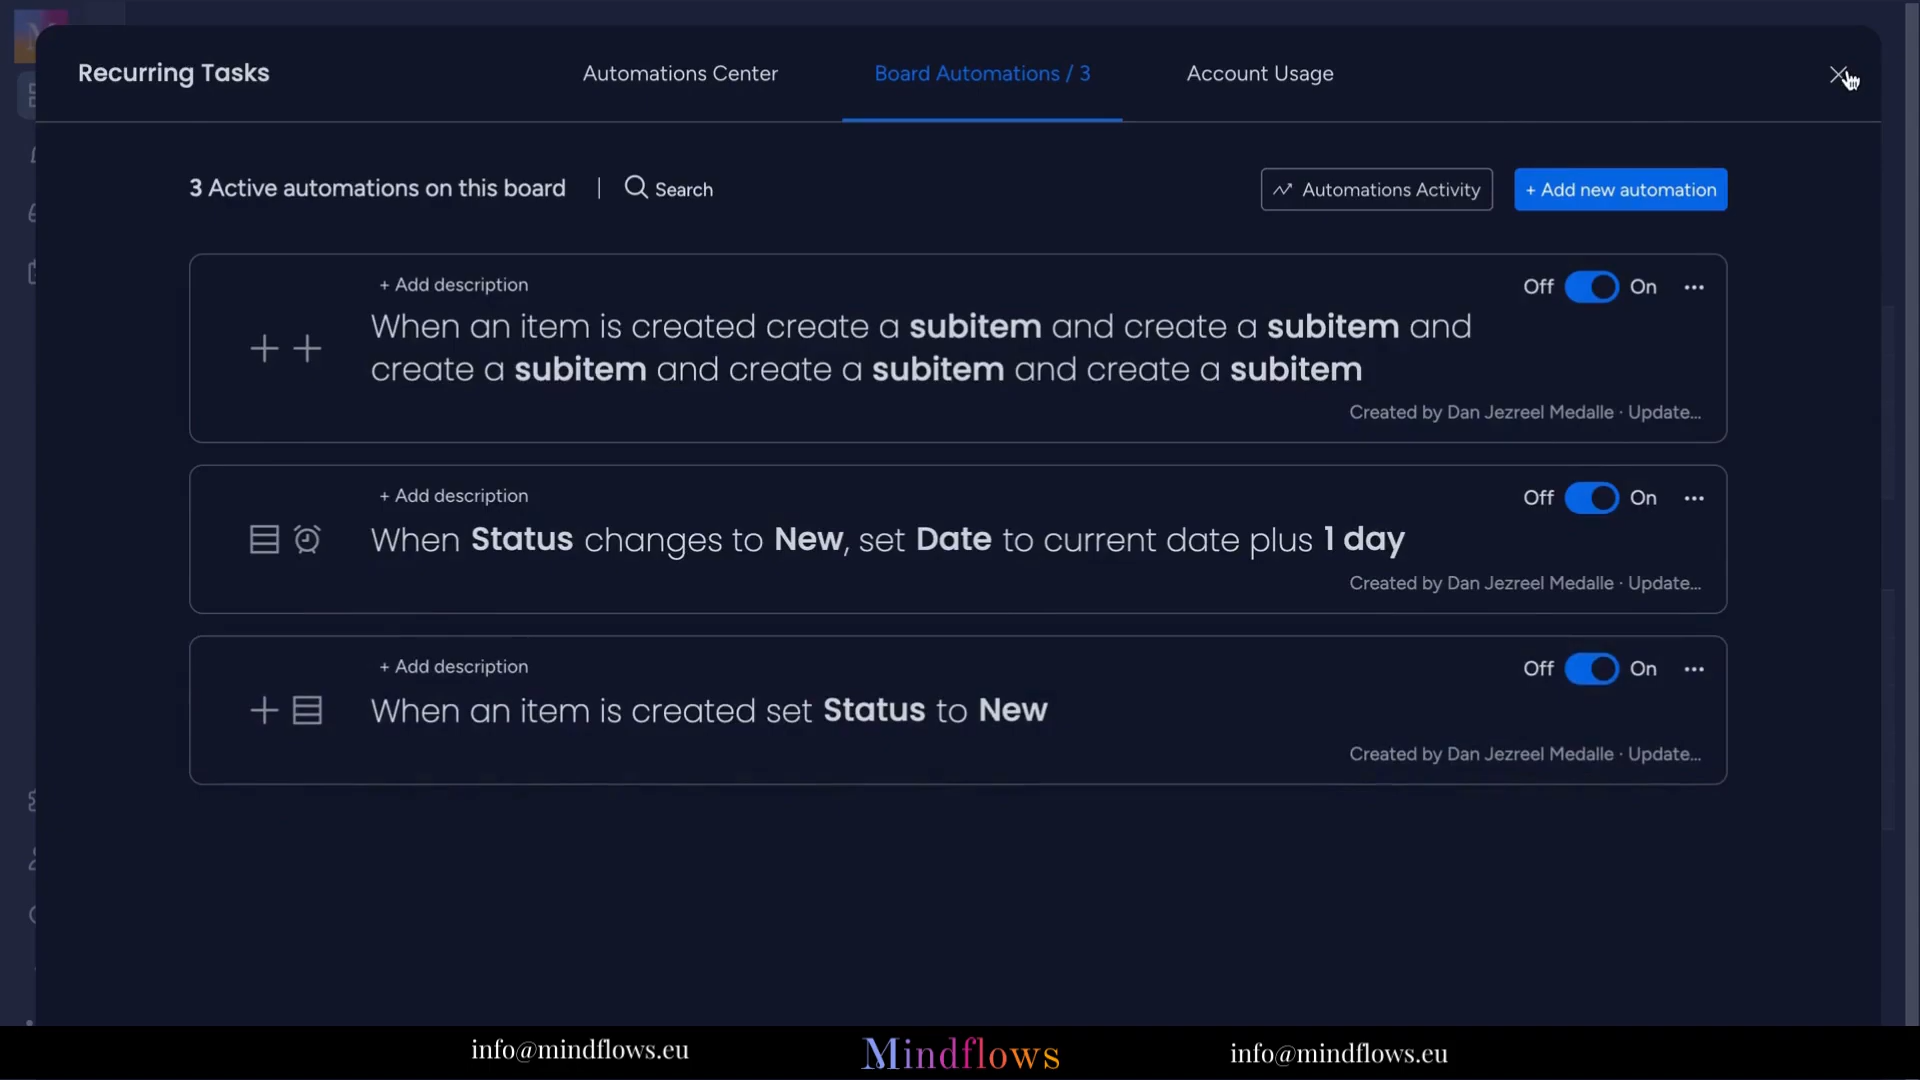 Recurring Tasks
Automations Center
Board Automations / 3
Account Usage
3 Active automations on this board
Search
Automations Activity
+ Add new automation
+ Add description
Off On
When an item is created create a subitem and create a subitem and
create a subitem and create a subitem and create a subitem
Created by Dan Jezreel Medalle · Update...
+ Add description
Off On
When Status changes to New, set Date to current date plus 1 day
Created by Dan Jezreel Medalle · Update...
+ Add description
Off On
When an item is created set Status to New
Created by Dan Jezreel Medalle · Update...
info@mindflows.eu
Mindflows
info@mindflows.eu